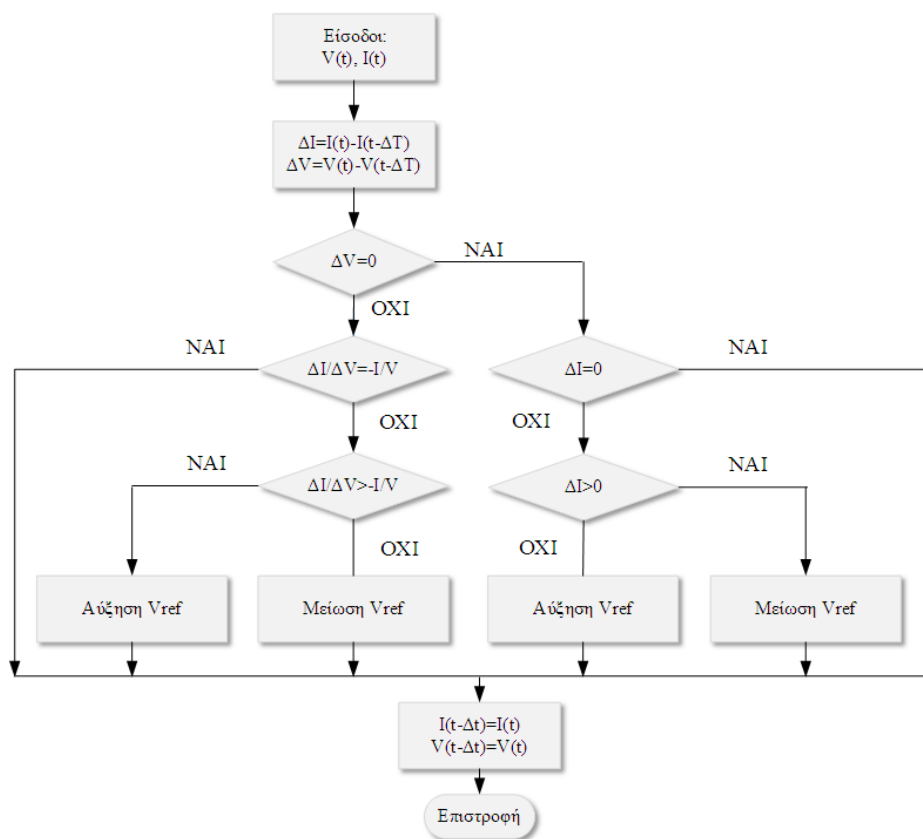 Είσοδοι:
V(t), I(t)
ΔI=I(t)-I(t-ΔT)
ΔV=V(t)-V(t-ΔT)
ΔV=0
ΝΑΙ
ΟΧΙ
ΝΑΙ
ΔI/ΔV=-I/V
ΔI=0
ΝΑΙ
ΟΧΙ
ΟΧΙ
ΝΑΙ
ΔI/ΔV>-I/V
ΔI>0
ΝΑΙ
ΟΧΙ
ΟΧΙ
Αύξηση Vref
Μείωση Vref
Αύξηση Vref
Μείωση Vref
I(t-Δt)=I(t)
V(t-Δt)=V(t)
Επιστροφή